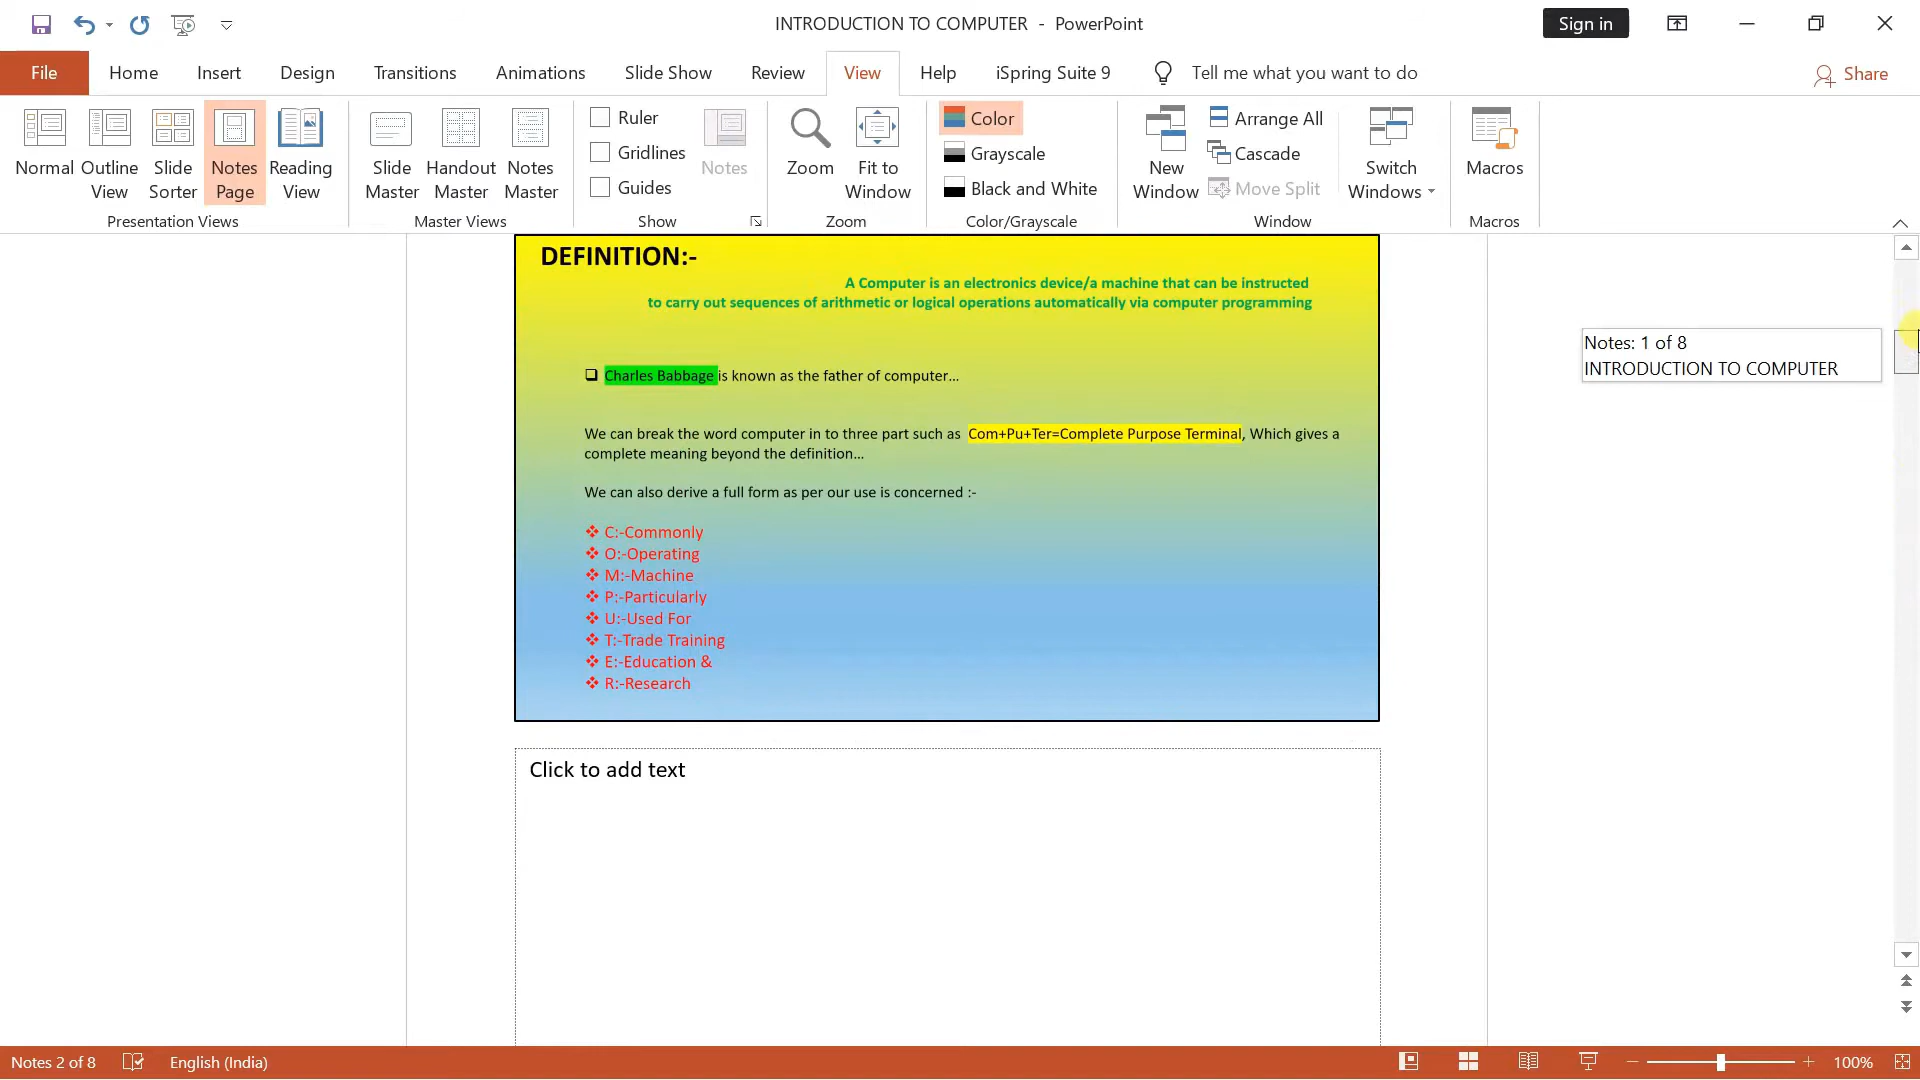 INTRODUCTION TO COMPUTER - PowerPoint
Sign in
File Home Insert Design Transitions Animations Slide Show Review View Help iSpring Suite 9 Tell me what you want to do Share
Normal
Outline View
Slide Sorter
Notes Page
Reading View
Presentation Views
Slide Master
Handout Master
Notes Master
Master Views
Ruler
Gridlines
Guides
Notes
Show
Zoom
Fit to Window
Zoom
Color
Grayscale
Black and White
Color/Grayscale
New Window
Arrange All
Cascade
Move Split
Switch Windows
Window
Macros
Macros
DEFINITION:-
A Computer is an electronics device/a machine that can be instructed
to carry out sequences of arithmetic or logical operations automatically via computer programming
Charles Babbage is known as the father of computer...
We can break the word computer in to three part such as Com+Pu+Ter=Complete Purpose Terminal, Which gives a
complete meaning beyond the definition...
We can also derive a full form as per our use is concerned :-
C:-Commonly
O:-Operating
M:-Machine
P:-Particularly
U:-Used For
T:-Trade Training
E:-Education &
R:-Research
Notes: 1 of 8
INTRODUCTION TO COMPUTER
Click to add text
Notes 2 of 8 English (India) 100%